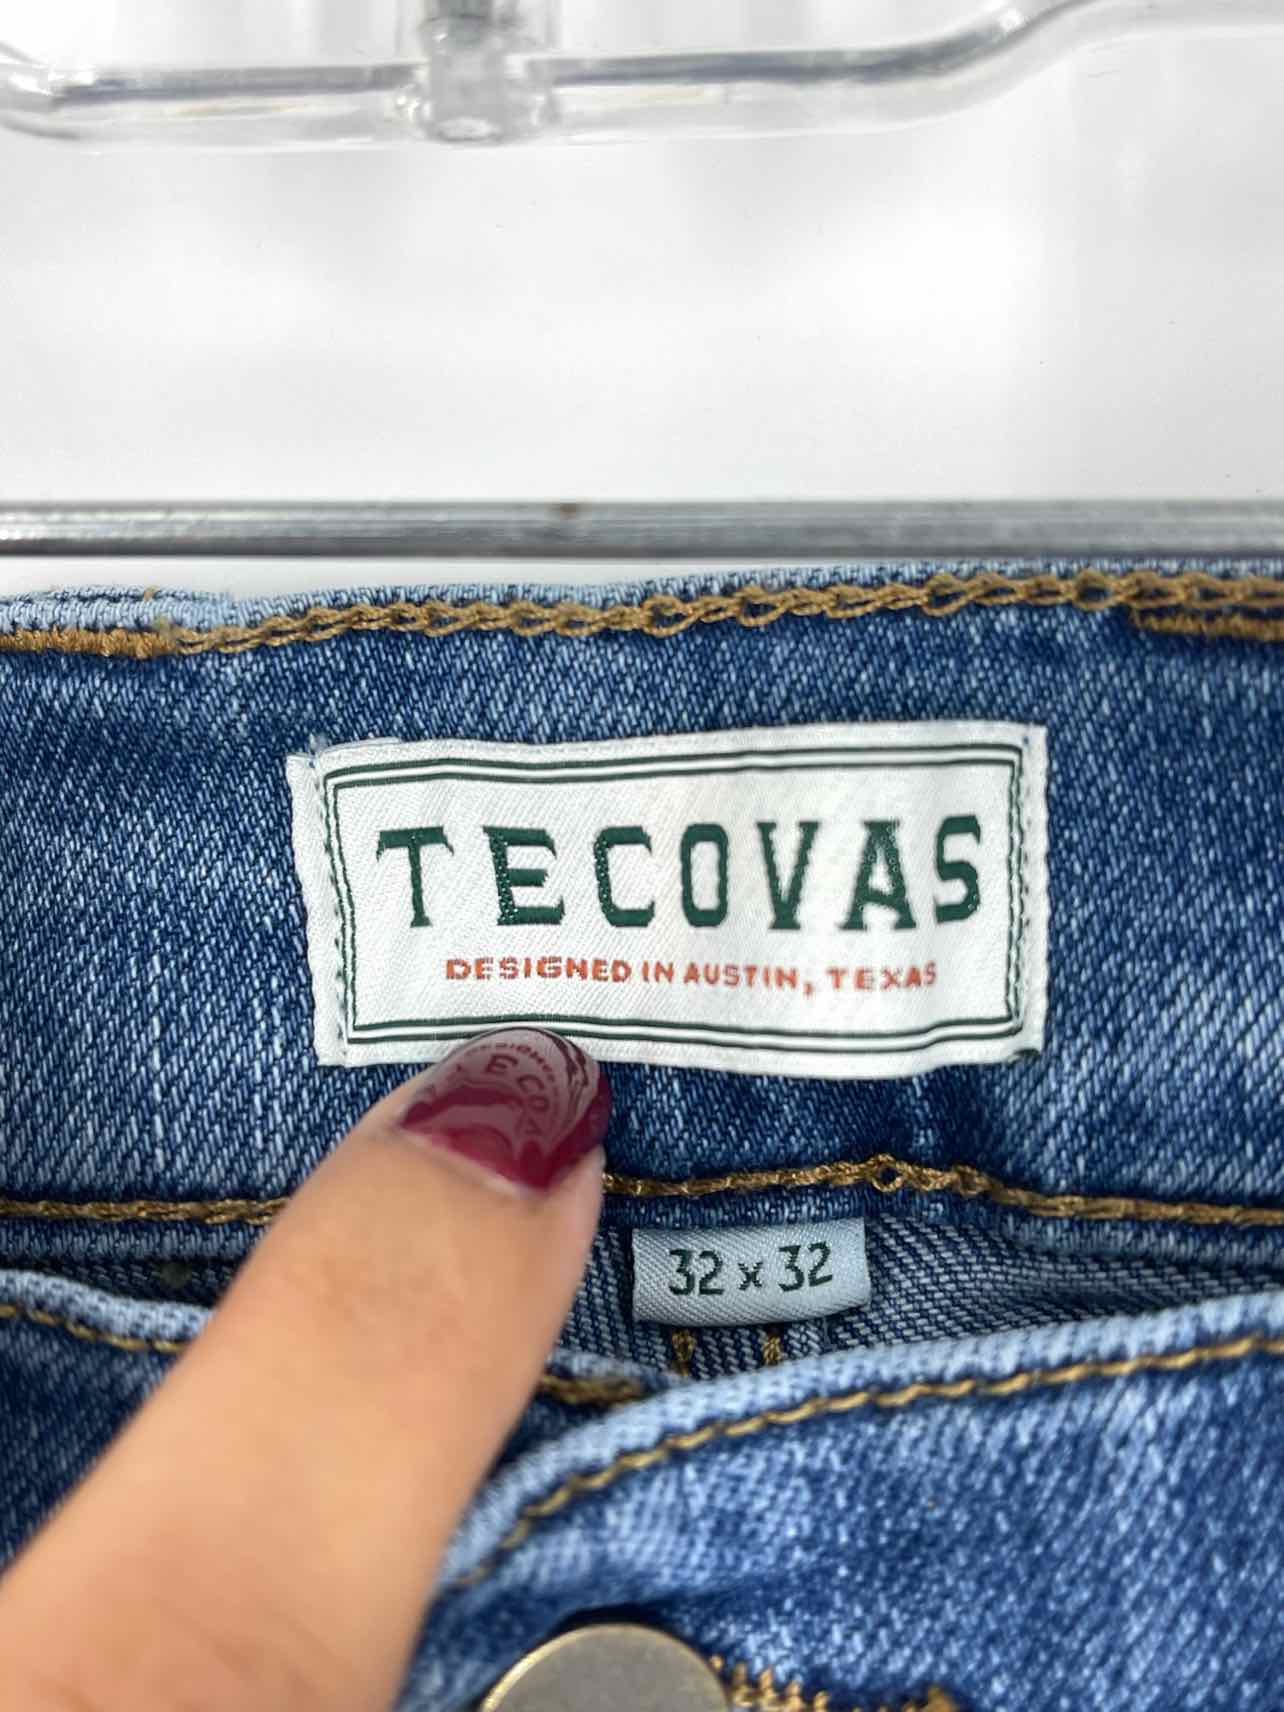 TECOVAS
DESIGNED IN AUSTIN, TEXAS
32 x 32